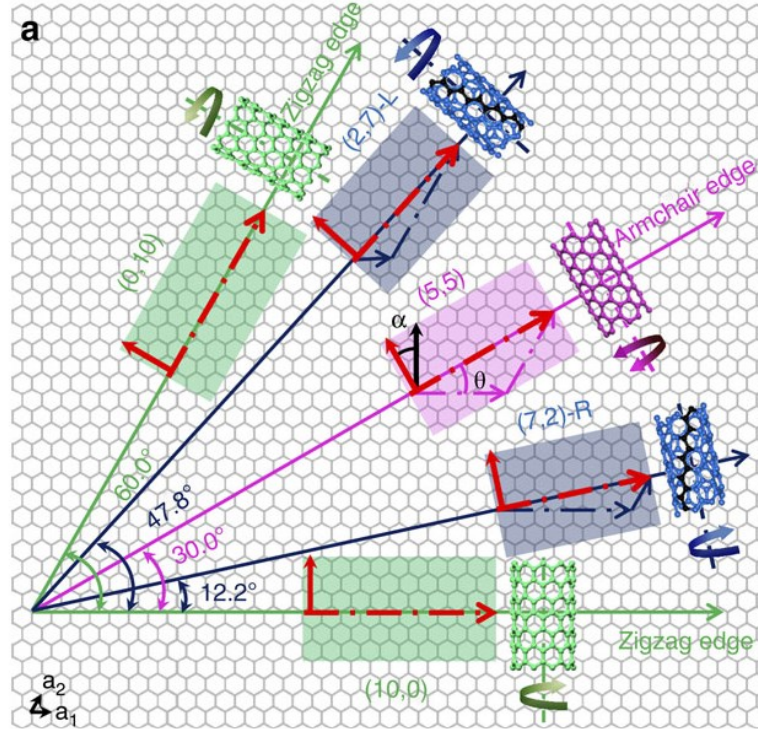 a
Zigzag edge
(2,7)-L
(0,10)
Armchair edge
(5,5)
α
θ
(7,2)-R
60.0°
47.8°
30.0°
12.2°
Zigzag edge
(10,0)
a2
a1